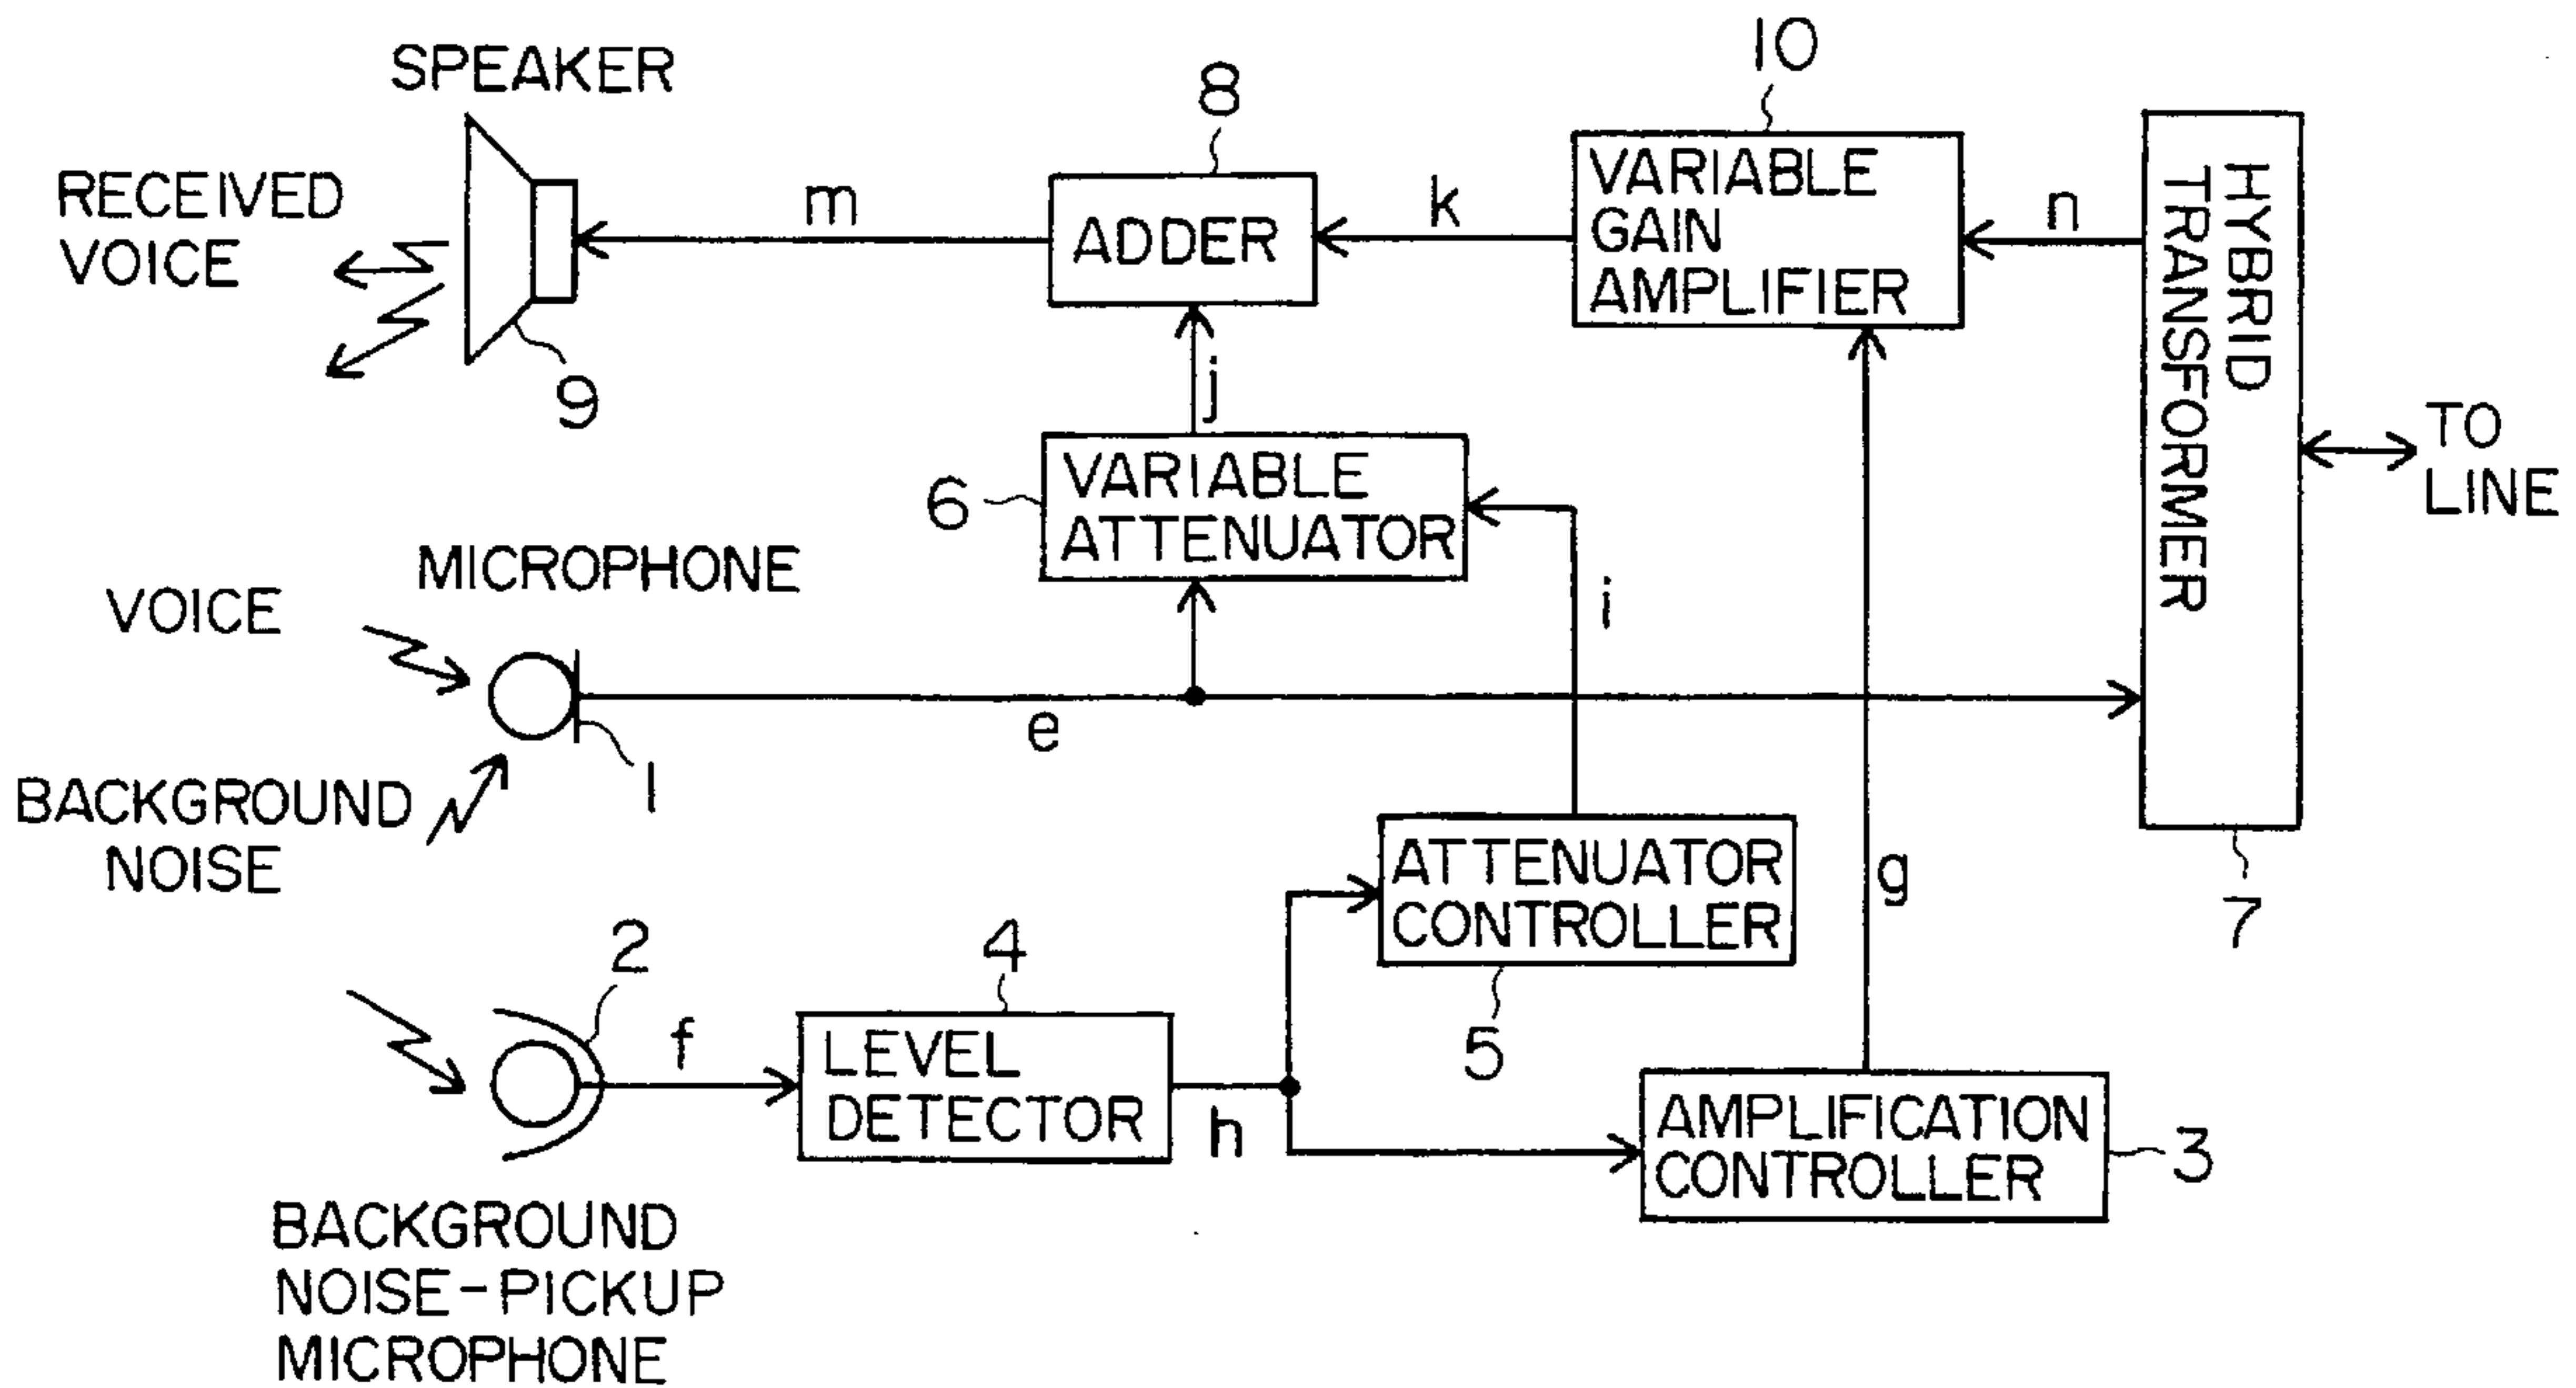 SPEAKER
RECEIVED
VOICE
9
m
8
ADDER
k
10
VARIABLE
GAIN
AMPLIFIER
n
HYBRID
TRANSFORMER
7
TO
LINE
j
6
VARIABLE
ATTENUATOR
i
MICROPHONE
VOICE
BACKGROUND
NOISE
1
e
ATTENUATOR
CONTROLLER
5
g
2
f
4
LEVEL
DETECTOR
h
AMPLIFICATION
CONTROLLER
3
BACKGROUND
NOISE-PICKUP
MICROPHONE